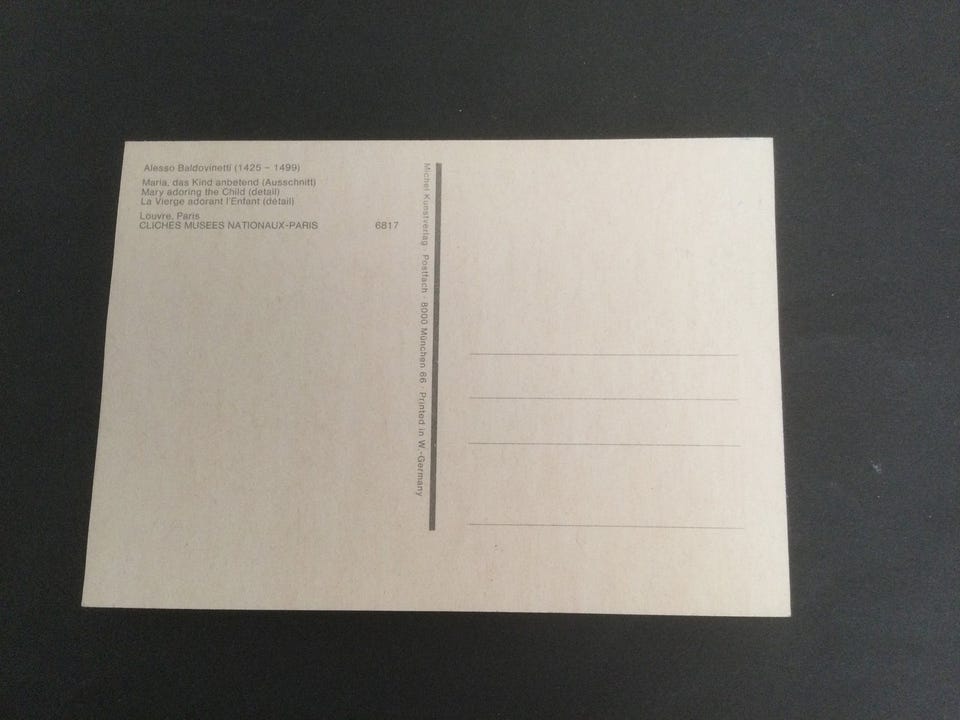 Alesso Baldovinetti (1425 – 1499)
Maria, das Kind anbetend (Ausschnitt)
Mary adoring the Child (detail)
La Vierge adorant l'Enfant (détail)
Louvre, Paris
CLICHES MUSEES NATIONAUX-PARIS 6817
Michel Kunstverlag · Postfach · 8000 München 66 · Printed in W.-Germany